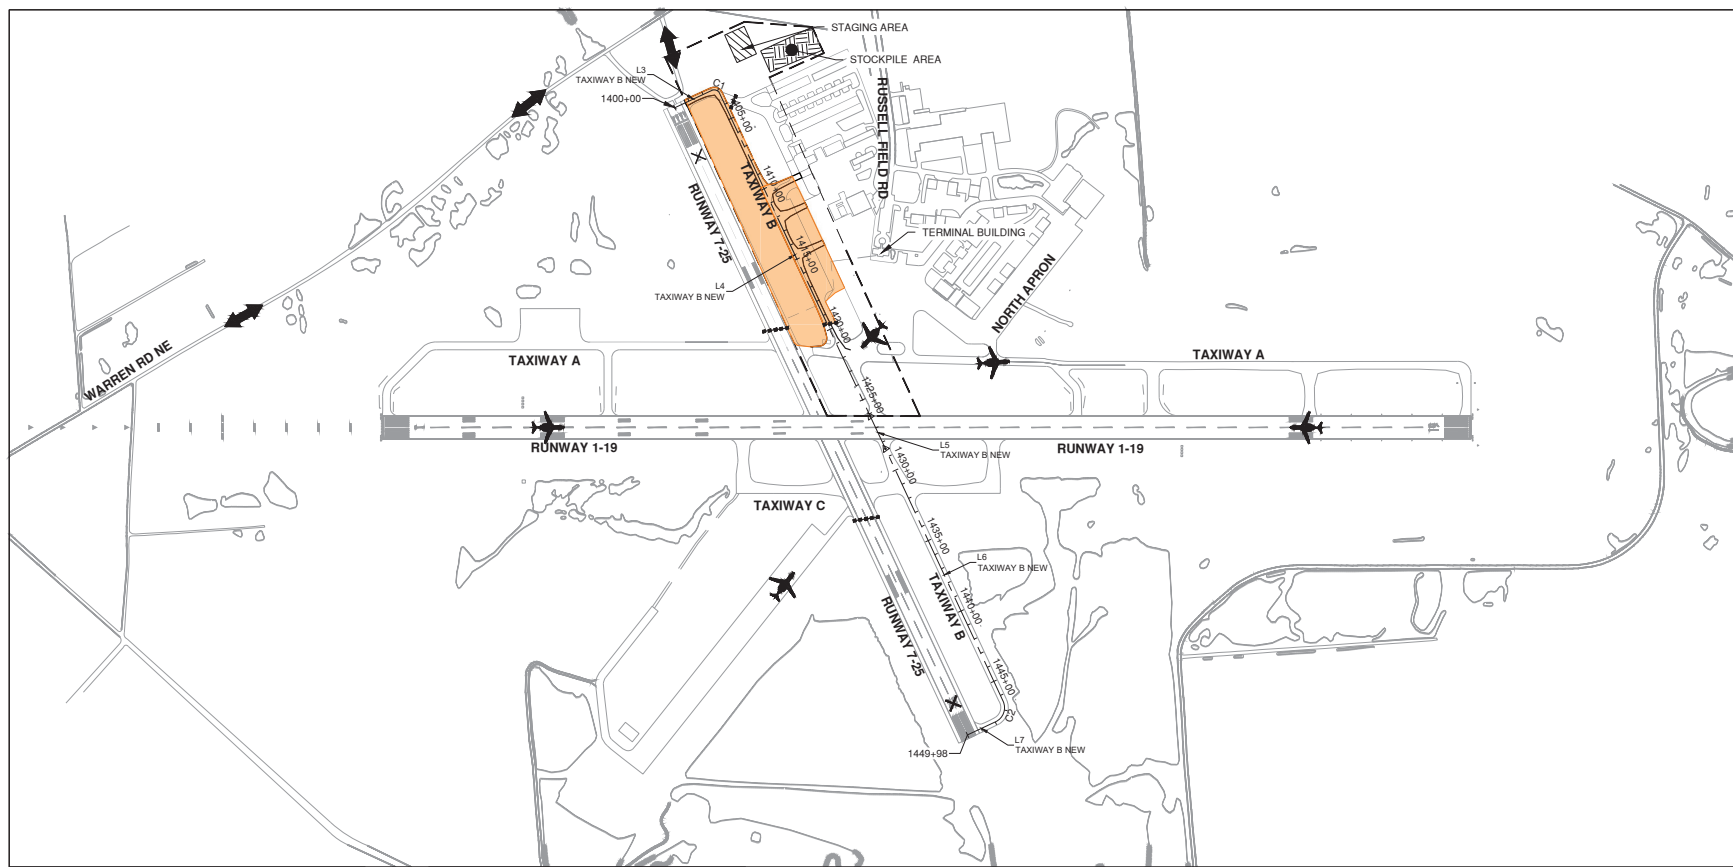 STAGING AREA
STOCKPILE AREA
L3
TAXIWAY B NEW
1400+00
C1
1405+00
RUSSELL FIELD RD
1410+00
TAXIWAY B
RUNWAY 7-25
TERMINAL BUILDING
1415+00
L4
TAXIWAY B NEW
NORTH APRON
1420+00
WARREN RD NE
TAXIWAY A
TAXIWAY A
1425+00
RUNWAY 1-19
L5
TAXIWAY B NEW
RUNWAY 1-19
1430+00
TAXIWAY C
1435+00
L6
TAXIWAY B NEW
1440+00
TAXIWAY B
RUNWAY 7-25
1445+00
C2
L7
TAXIWAY B NEW
1449+98